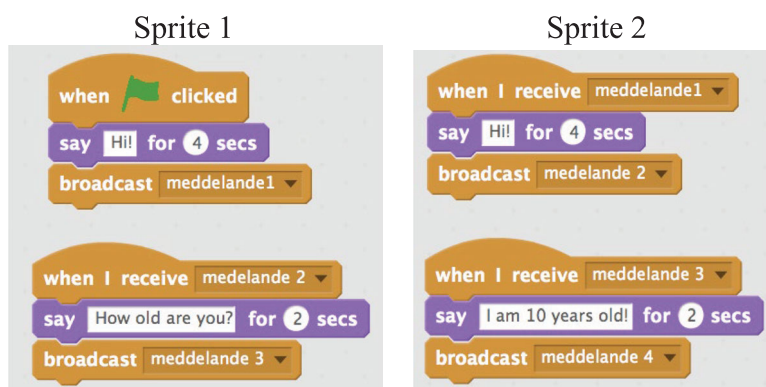 Sprite 1
when clicked
say Hi! for 4 secs
broadcast meddelande1
when I receive medelande 2
say How old are you? for 2 secs
broadcast meddelande 3
Sprite 2
when I receive meddelande1
say Hi! for 4 secs
broadcast medelande 2
when I receive meddelande 3
say I am 10 years old! for 2 secs
broadcast meddelande 4